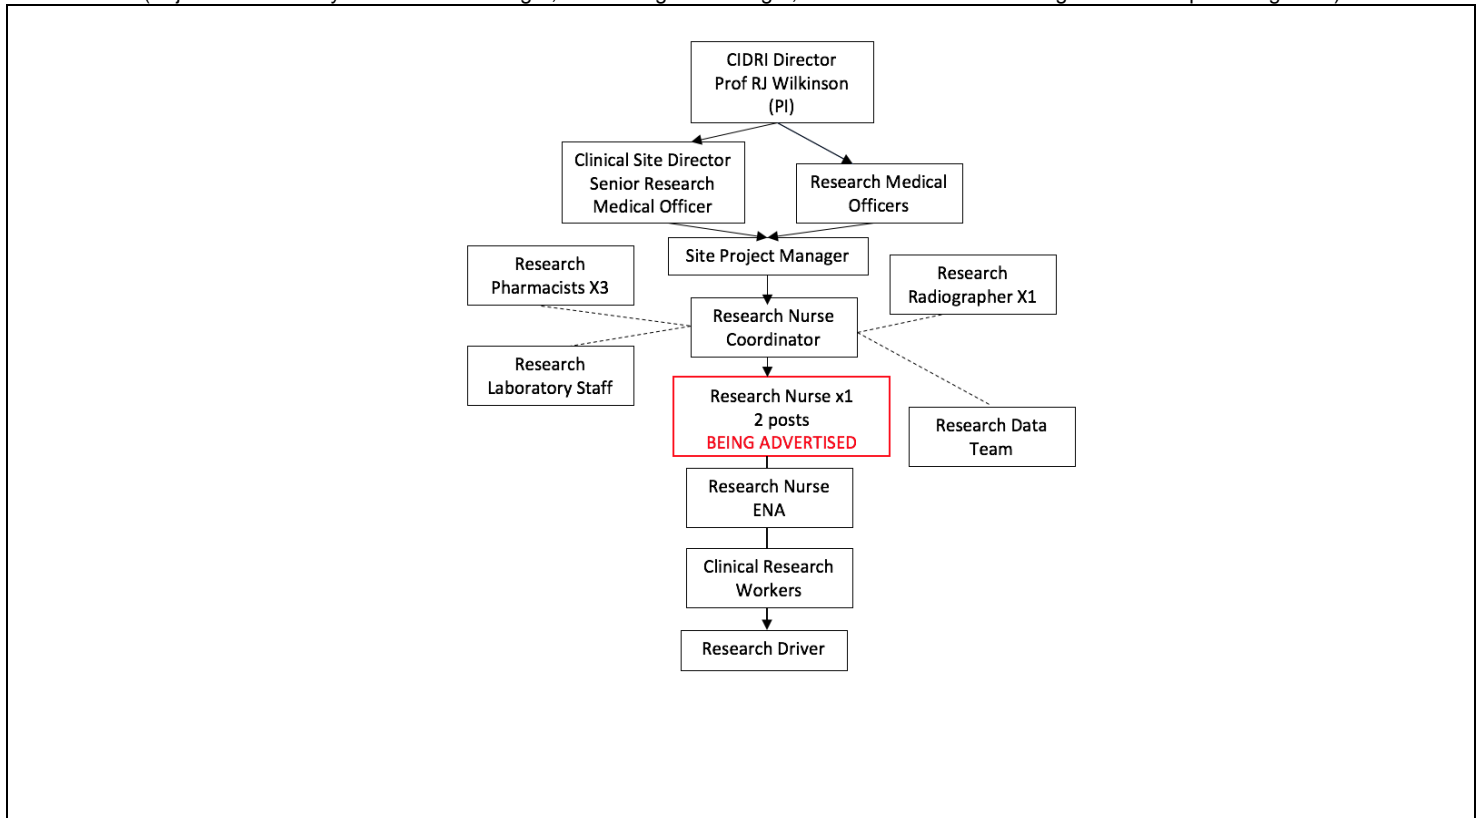 CIDRI Director
Prof RJ Wilkinson
(PI)
Clinical Site Director
Senior Research
Medical Officer
Research Medical
Officers
Site Project Manager
Research
Pharmacists X3
Research
Radiographer X1
Research Nurse
Coordinator
Research
Laboratory Staff
Research Nurse x1
2 posts
BEING ADVERTISED
Research Data
Team
Research Nurse
ENA
Clinical Research
Workers
Research Driver